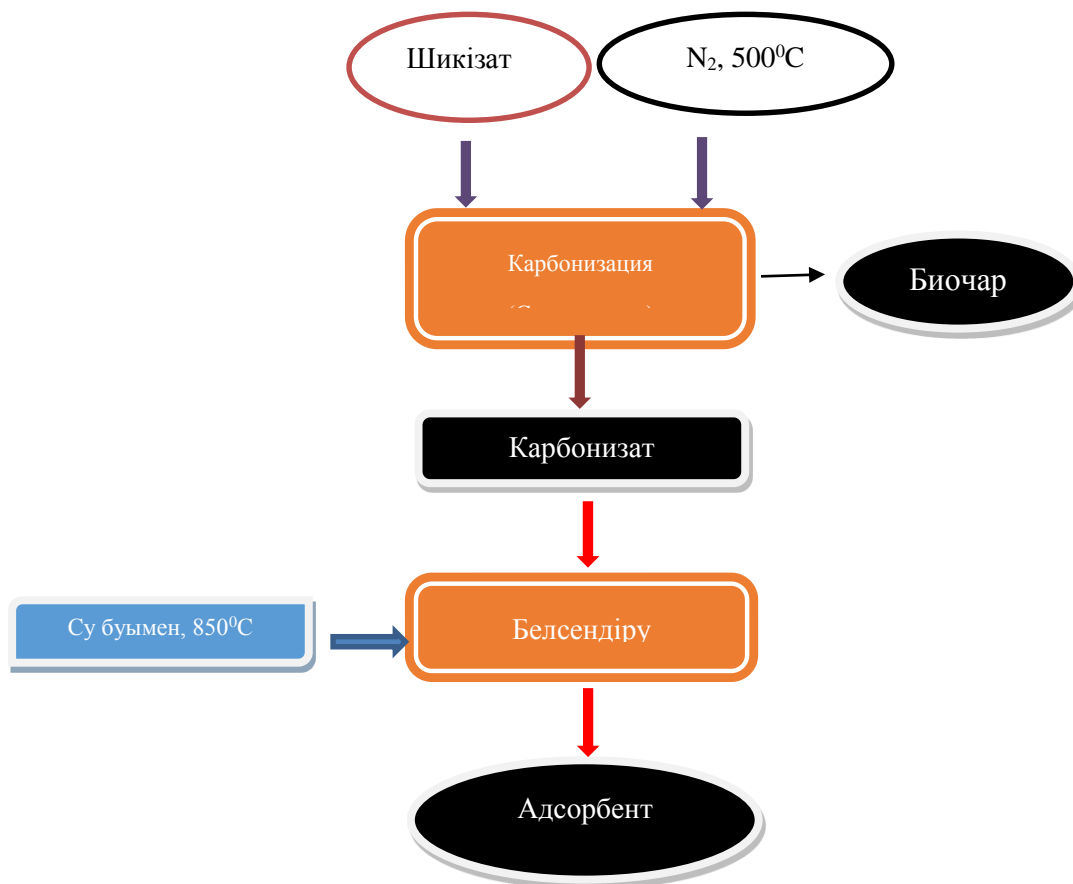 Шикізат
N₂, 500⁰C
Карбонизация
Биочар
Карбонизат
Су буымен, 850⁰C
Белсендіру
Адсорбент